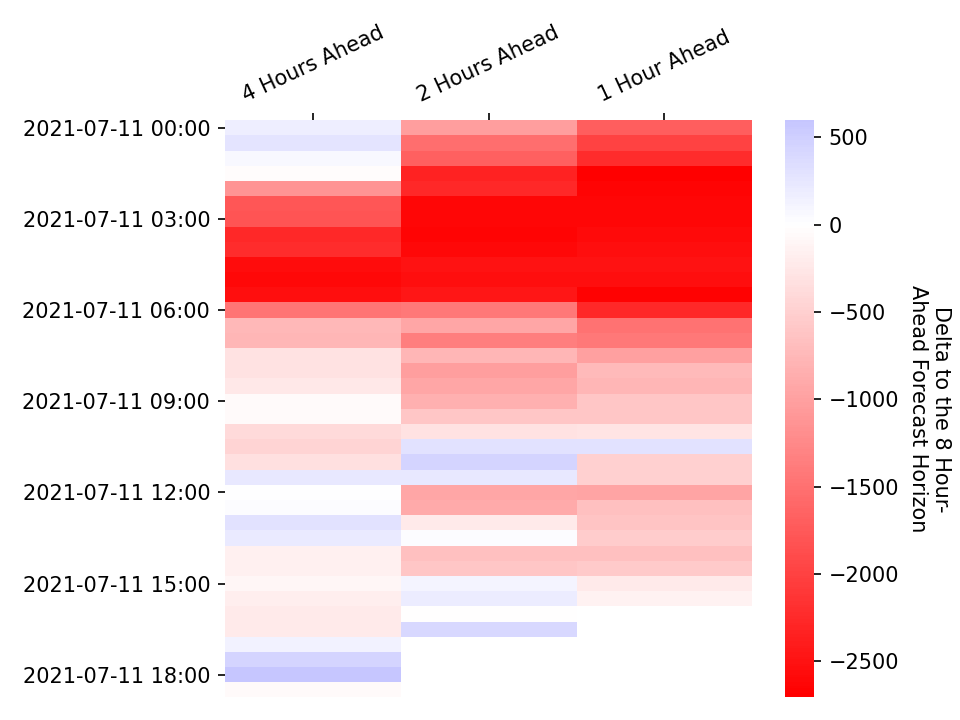 4 Hours Ahead
2 Hours Ahead
1 Hour Ahead
2021-07-11 00:00
2021-07-11 03:00
2021-07-11 06:00
2021-07-11 09:00
2021-07-11 12:00
2021-07-11 15:00
2021-07-11 18:00
500
0
−500
−1000
−1500
−2000
−2500
Delta to the 8 Hour-
Ahead Forecast Horizon